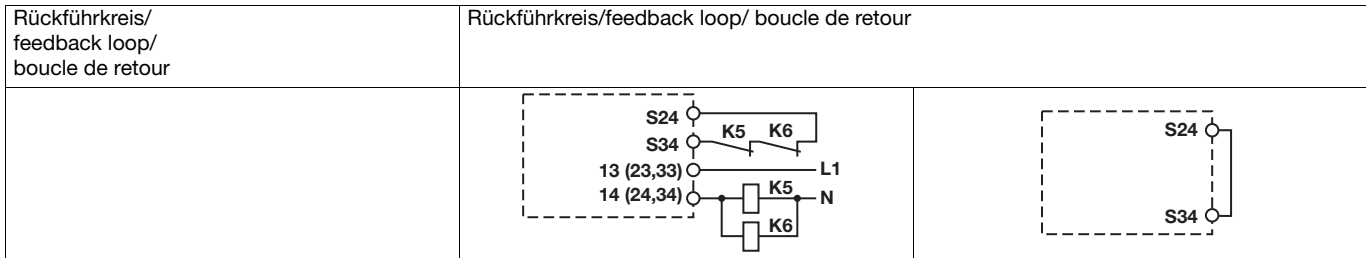 Rückführkreis/
feedback loop/
boucle de retour
Rückführkreis/feedback loop/ boucle de retour
S24
K5 K6
S34
13 (23,33) L1
14 (24,34) K5 N
K6
S24
S34